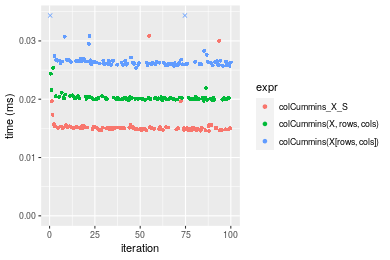 time (ms)
0.03
0.02
0.01
0.00
0
25
50
75
100
iteration
expr
colCummins_X_S
colCummins(X, rows, cols)
colCummins(X[rows, cols])